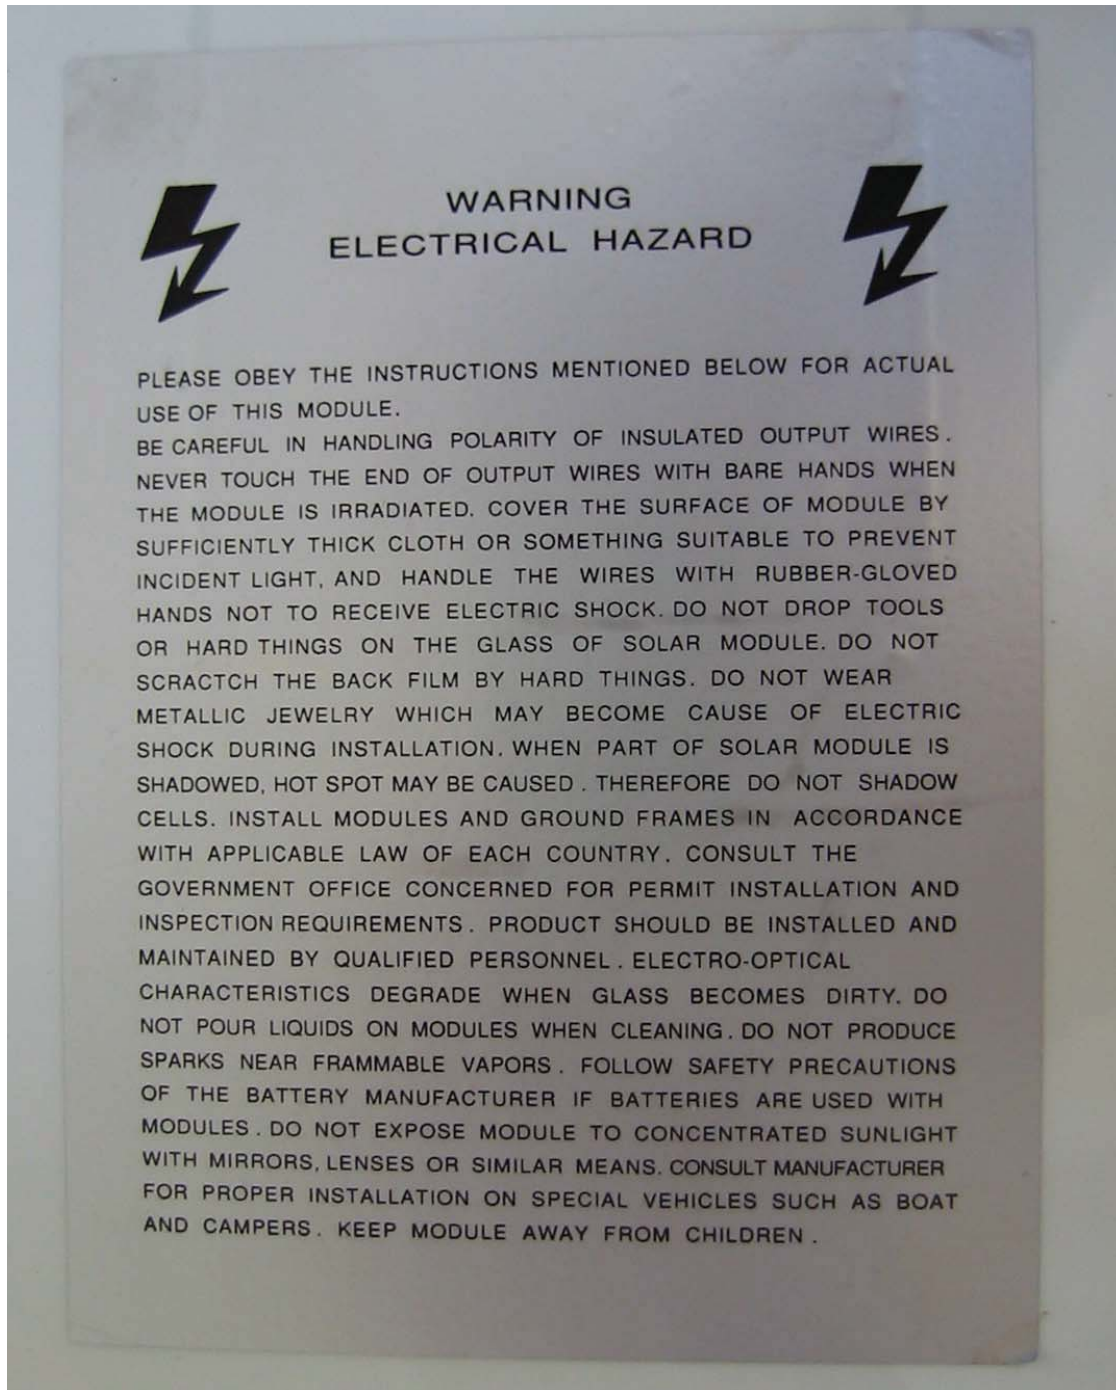 WARNING
ELECTRICAL HAZARD
PLEASE OBEY THE INSTRUCTIONS MENTIONED BELOW FOR ACTUAL
USE OF THIS MODULE.
BE CAREFUL IN HANDLING POLARITY OF INSULATED OUTPUT WIRES.
NEVER TOUCH THE END OF OUTPUT WIRES WITH BARE HANDS WHEN
THE MODULE IS IRRADIATED. COVER THE SURFACE OF MODULE BY
SUFFICIENTLY THICK CLOTH OR SOMETHING SUITABLE TO PREVENT
INCIDENT LIGHT, AND HANDLE THE WIRES WITH RUBBER-GLOVED
HANDS NOT TO RECEIVE ELECTRIC SHOCK. DO NOT DROP TOOLS
OR HARD THINGS ON THE GLASS OF SOLAR MODULE. DO NOT
SCRACTCH THE BACK FILM BY HARD THINGS. DO NOT WEAR
METALLIC JEWELRY WHICH MAY BECOME CAUSE OF ELECTRIC
SHOCK DURING INSTALLATION. WHEN PART OF SOLAR MODULE IS
SHADOWED, HOT SPOT MAY BE CAUSED. THEREFORE DO NOT SHADOW
CELLS. INSTALL MODULES AND GROUND FRAMES IN ACCORDANCE
WITH APPLICABLE LAW OF EACH COUNTRY. CONSULT THE
GOVERNMENT OFFICE CONCERNED FOR PERMIT INSTALLATION AND
INSPECTION REQUIREMENTS. PRODUCT SHOULD BE INSTALLED AND
MAINTAINED BY QUALIFIED PERSONNEL. ELECTRO-OPTICAL
CHARACTERISTICS DEGRADE WHEN GLASS BECOMES DIRTY. DO
NOT POUR LIQUIDS ON MODULES WHEN CLEANING. DO NOT PRODUCE
SPARKS NEAR FRAMMABLE VAPORS. FOLLOW SAFETY PRECAUTIONS
OF THE BATTERY MANUFACTURER IF BATTERIES ARE USED WITH
MODULES. DO NOT EXPOSE MODULE TO CONCENTRATED SUNLIGHT
WITH MIRRORS, LENSES OR SIMILAR MEANS. CONSULT MANUFACTURER
FOR PROPER INSTALLATION ON SPECIAL VEHICLES SUCH AS BOAT
AND CAMPERS. KEEP MODULE AWAY FROM CHILDREN.